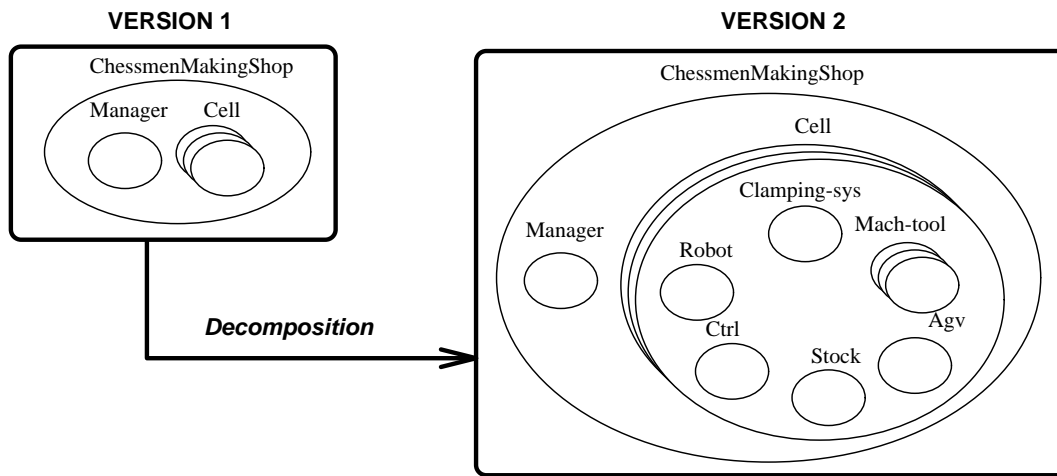 VERSION 1
ChessmenMakingShop
Manager
Cell
Decomposition
VERSION 2
ChessmenMakingShop
Cell
Clamping-sys
Mach-tool
Manager
Robot
Agv
Ctrl
Stock